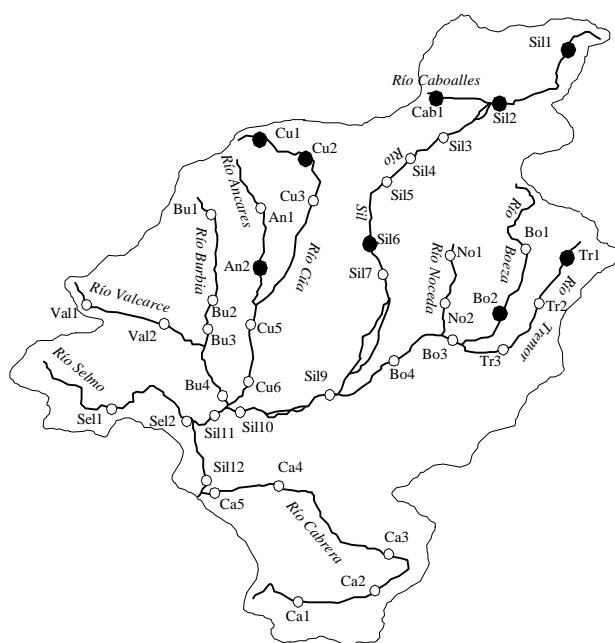 Sil1
Río Caboalles
Cab1
Sil2
Cu1
Cu2
Sil3
Río
Sil4
Sil5
Río Ancares
Cu3
Bu1
An1
Río Burbia
Río Cúa
Sil
Sil6
Sil7
Río
Boeza
Bo1
Tr1
No1
Río Noceda
Río
Tremor
An2
Río Valcarce
Val1
Val2
Bu2
Bu3
Cu5
Bo2
No2
Tr2
Bo3
Tr3
Bo4
Río Selmo
Bu4
Cu6
Sil9
Sel1
Sel2
Sil11
Sil10
Sil12
Ca4
Ca5
Río Cabrera
Ca3
Ca2
Ca1